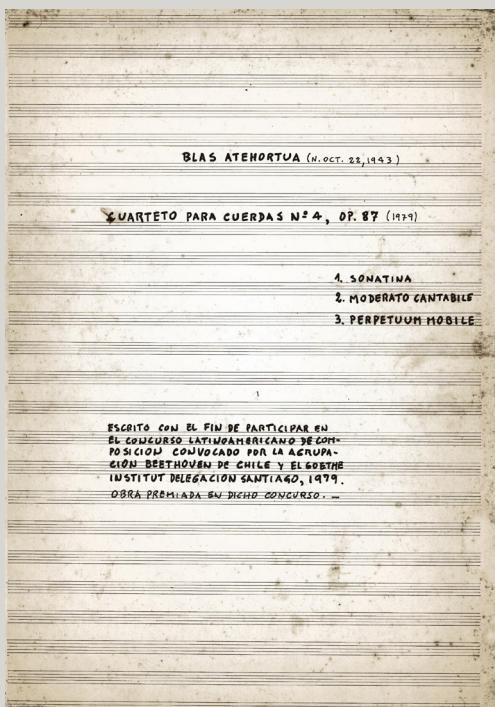 BLAS ATEHORTUA (N. OCT. 22, 1943)
CUARTETO PARA CUERDAS Nº 4, OP. 87 (1979)
1. SONATINA
2. MODERATO CANTABILE
3. PERPETUUM MOBILE
ESCRITO CON EL FIN DE PARTICIPAR EN
EL CONCURSO LATINOAMERICANO DE COM-
POSICION CONVOCADO POR LA AGRUPA-
CIÓN BEETHOVEN DE CHILE Y EL GOETHE
INSTITUT DELEGACION SANTIAGO, 1979.
OBRA PREMIADA EN DICHO CONCURSO. —